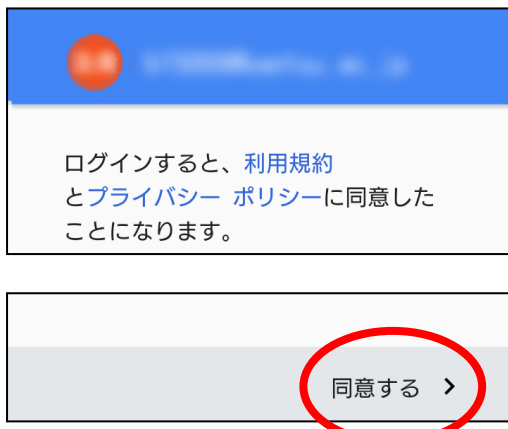 ログインすると、利用規約
とプライバシー ポリシーに同意した
ことになります。
同意する